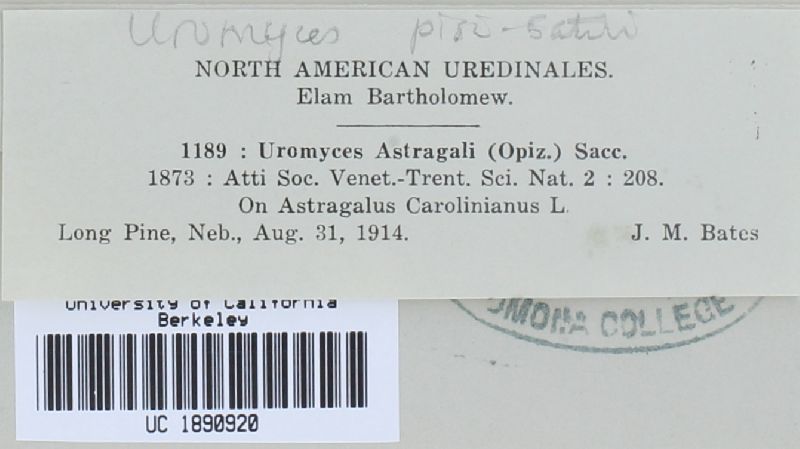 Uromyces pisi-sativi
NORTH AMERICAN UREDINALES.
Elam Bartholomew.
1189 : Uromyces Astragali (Opiz.) Sacc.
1873 : Atti Soc. Venet.-Trent. Sci. Nat. 2 : 208.
On Astragalus Carolinianus L.
Long Pine, Neb., Aug. 31, 1914. J. M. Bates
University of California
Berkeley
UC 1890920
OMONA COLLEGE